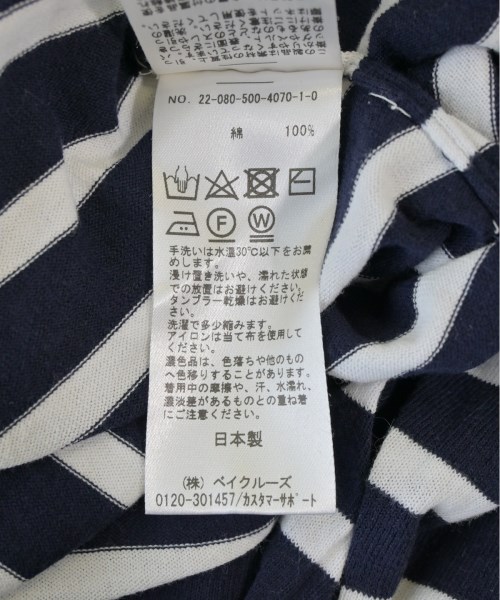 NO. 22-080-500-4070-1-0
綿 100%
F W
手洗いは水温30℃以下をお薦
めします。
浸け置き洗いや、濡れた状態
での放置はお避けください。
タンブラー乾燥はお避けくださ
い。
洗濯で多少縮みます。
アイロンは当て布を使用して
ください。
濃色品は、色落ちや他のもの
へ色移りすることがあります。
着用中の摩擦や、汗、水濡れ、
濃淡差があるものとの重ね着
にご注意ください。
日本製
(株) ベイクルーズ
0120-301457/カスタマーサポート